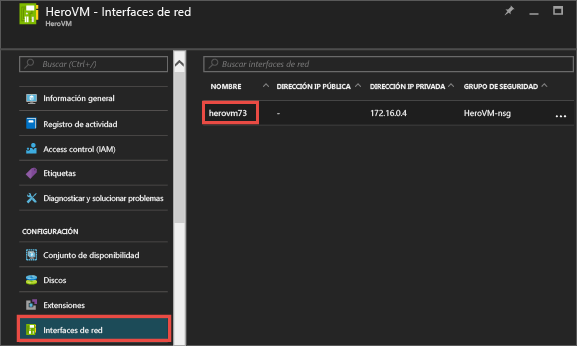 HeroVM - Interfaces de red
HeroVM
Buscar (Ctrl+/)
Información general
Registro de actividad
Access control (IAM)
Etiquetas
Diagnosticar y solucionar problemas
CONFIGURACIÓN
Conjunto de disponibilidad
Discos
Extensiones
Interfaces de red
Buscar interfaces de red
NOMBRE DIRECCIÓN IP PÚBLICA DIRECCIÓN IP PRIVADA GRUPO DE SEGURIDAD
herovm73 - 172.16.0.4 HeroVM-nsg ...